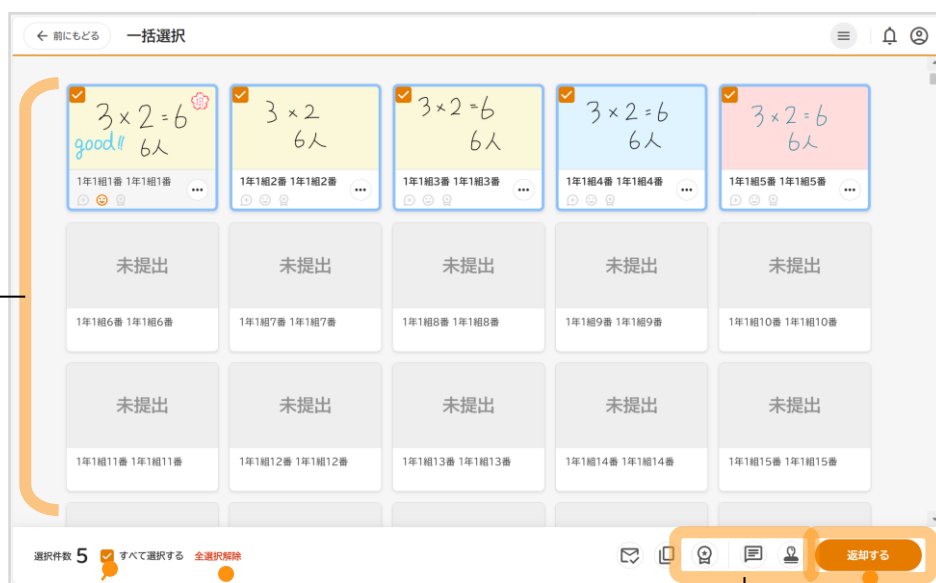 前にもどる 一括選択
3×2=6
good!! 6人
3×2
6人
3×2=6
6人
3×2=6
6人
3×2=6
6人
1年1組1番 1年1組1番
1年1組2番 1年1組2番
1年1組3番 1年1組3番
1年1組4番 1年1組4番
1年1組5番 1年1組5番
未提出 未提出 未提出 未提出 未提出
1年1組6番 1年1組6番
1年1組7番 1年1組7番
1年1組8番 1年1組8番
1年1組9番 1年1組9番
1年1組10番 1年1組10番
未提出 未提出 未提出 未提出 未提出
1年1組11番 1年1組11番
1年1組12番 1年1組12番
1年1組13番 1年1組13番
1年1組14番 1年1組14番
1年1組15番 1年1組15番
選択件数 5 すべて選択する 全選択解除 返却する